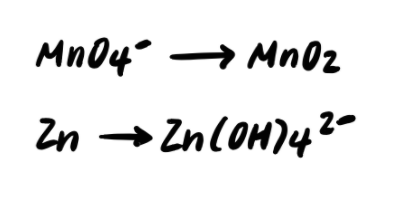 MnO4⁻ → MnO2
Zn → Zn(OH)4²⁻